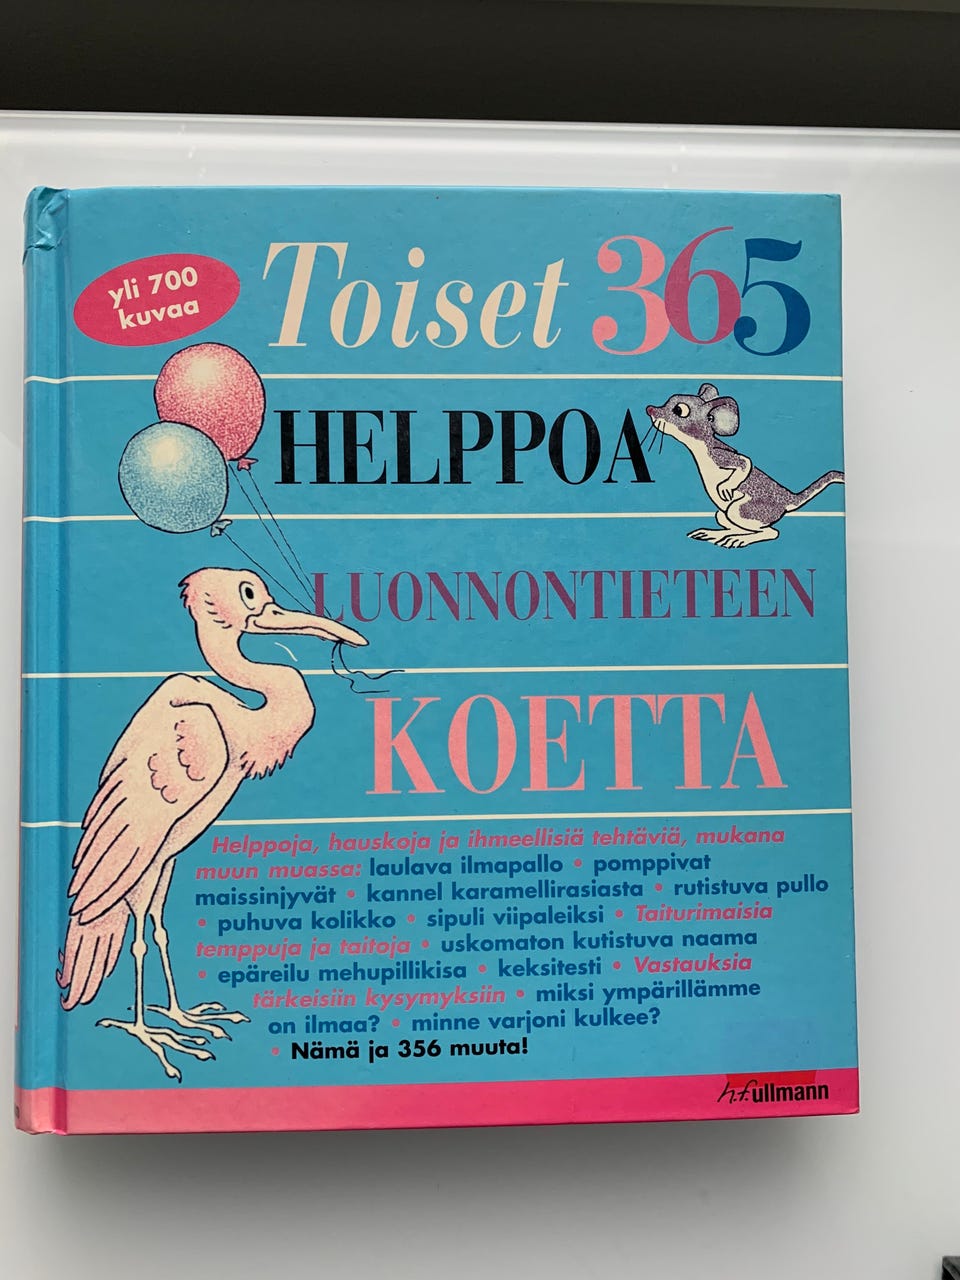 yli 700
kuvaa
Toiset 365
HELPPOA
LUONNONTIETEEN
KOETTA
Helppoja, hauskoja ja ihmeellisiä tehtäviä, mukana
muun muassa: laulava ilmapallo • pomppivat
maissinjyvät • kannel karamellirasiasta • rutistuva pullo
• puhuva kolikko • sipuli viipaleiksi • Taiturimaisia
temppuja ja taitoja • uskomaton kutistuva naama
• epäreilu mehupillikisa • keksitesti • Vastauksia
tärkeisiin kysymyksiin • miksi ympärillämme
on ilmaa? • minne varjoni kulkee?
• Nämä ja 356 muuta!
h.f.ullmann